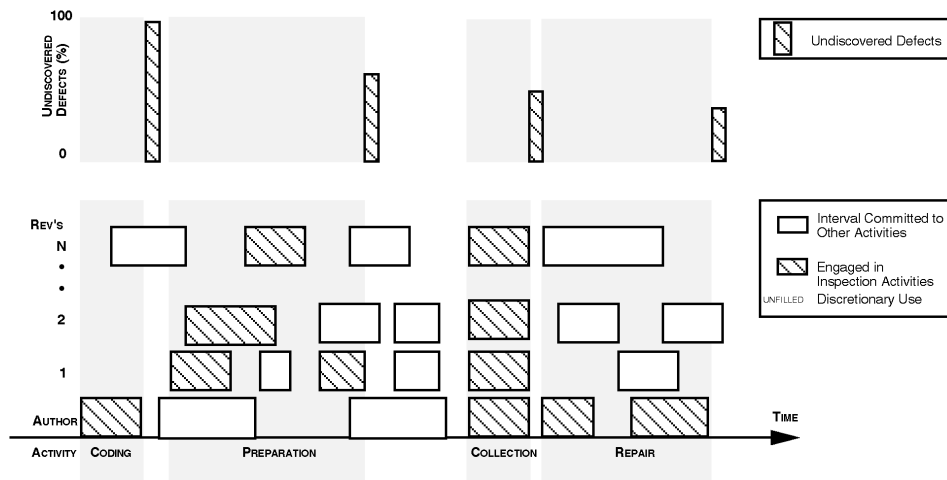 100
UNDISCOVERED
DEFECTS (%)
0
Undiscovered Defects
REV'S
N
•
•
2
1
AUTHOR
TIME
ACTIVITY CODING PREPARATION COLLECTION REPAIR
Interval Committed to
Other Activities
Engaged in
Inspection Activities
UNFILLED Discretionary Use